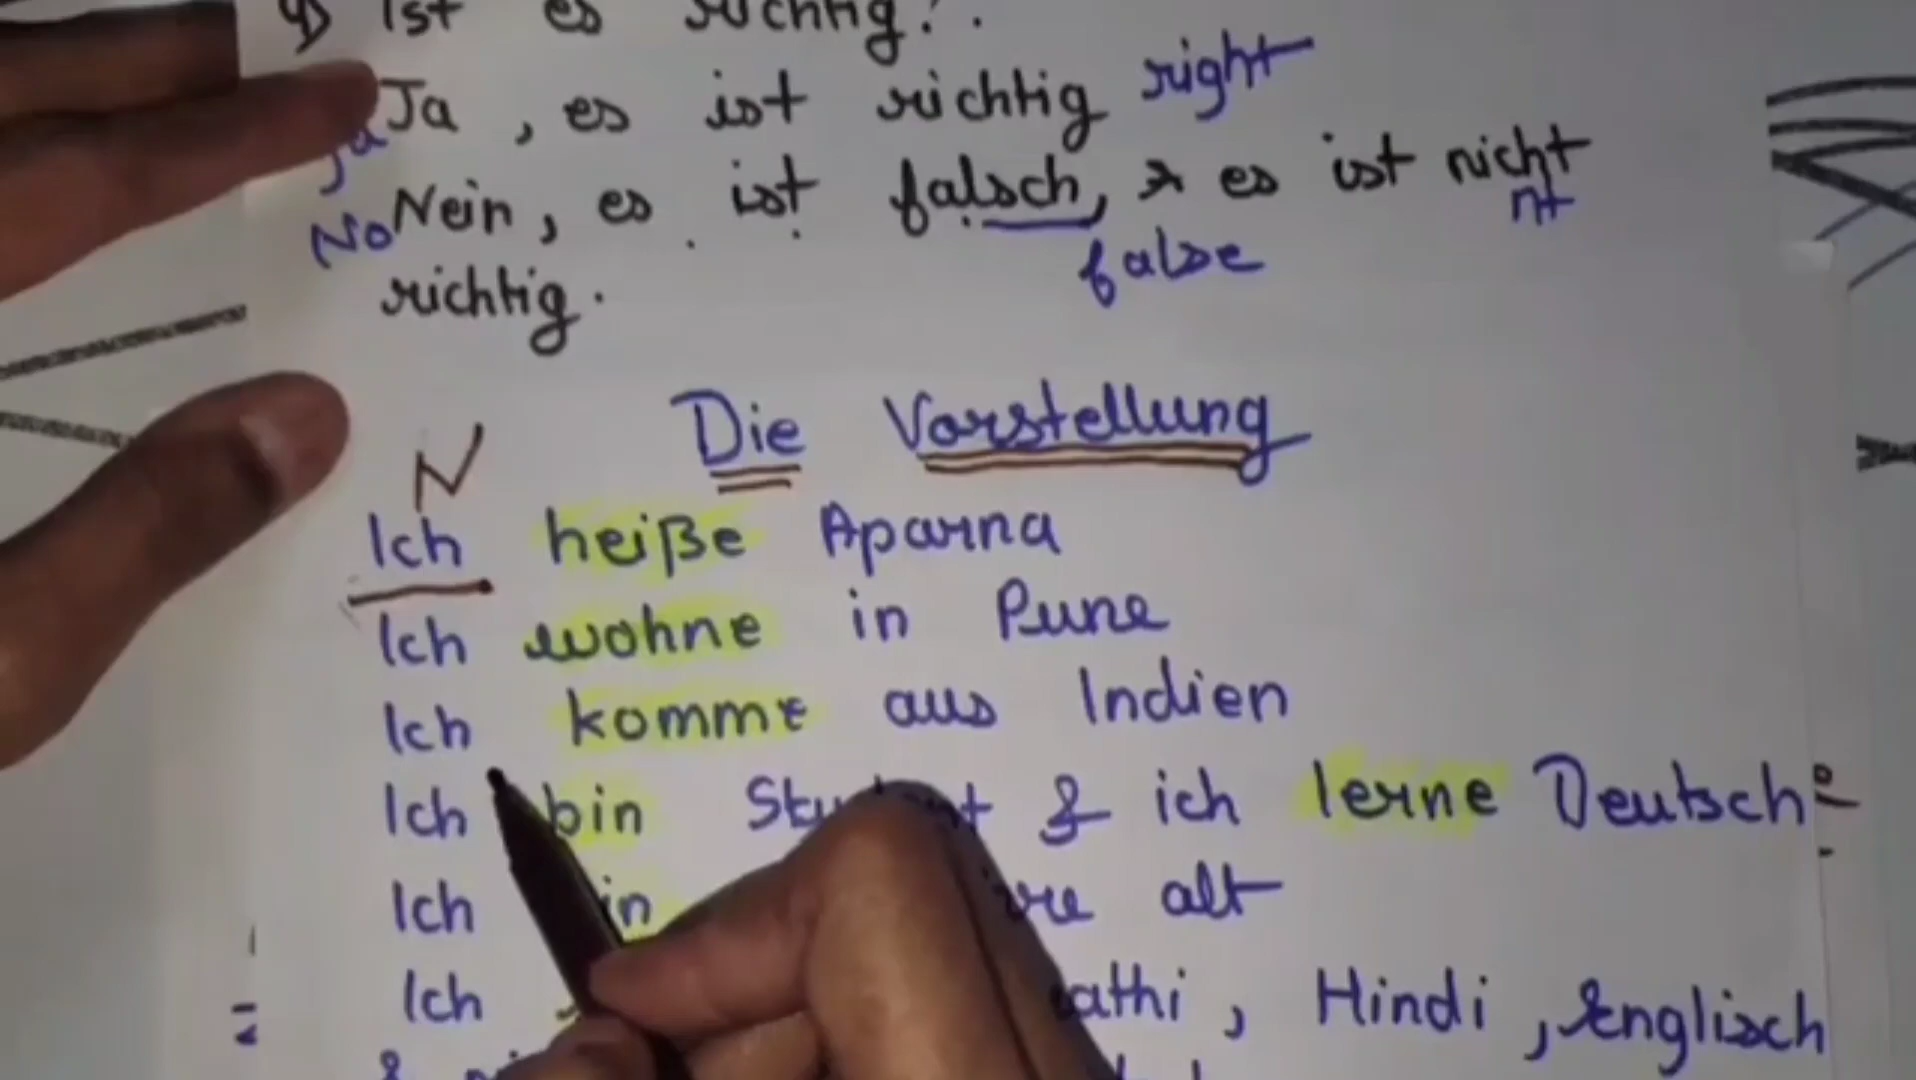 Ist es richtig?
Ja, es ist richtig right
Ja
Nein, es ist falsch, & es ist nicht
No
nt
false
richtig.
Die Vorstellung
N
Ich heiße Aparna
Ich wohne in Pune
Ich komme aus Indien
Ich bin & ich lerne Deutsch
Ich alt
Ich , Hindi, Englisch
&